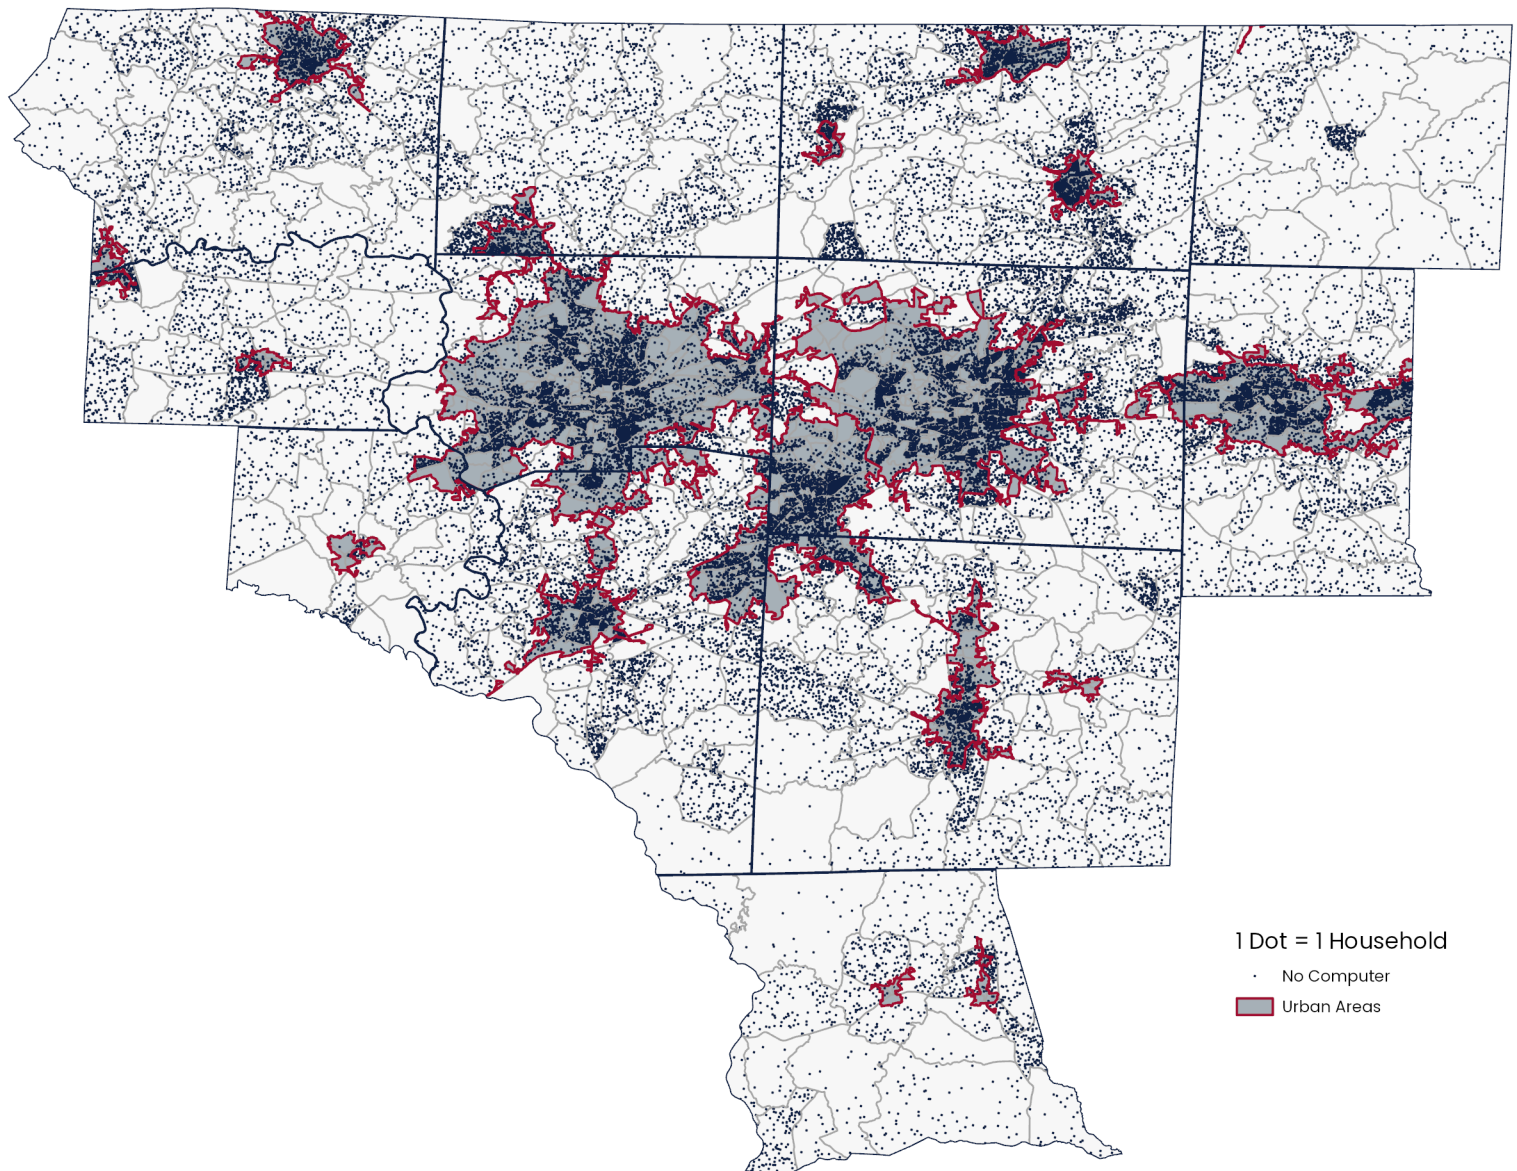 1 Dot = 1 Household
No Computer
Urban Areas